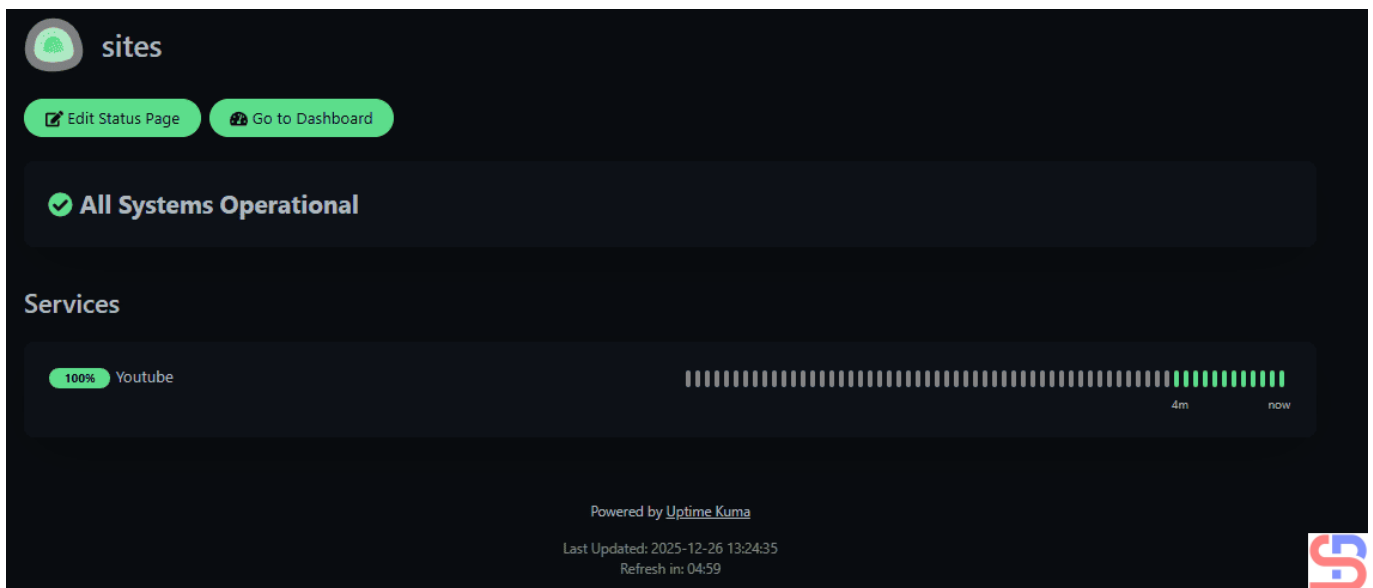 sites
Edit Status Page Go to Dashboard
All Systems Operational
Services
100% Youtube
4m now
Powered by Uptime Kuma
Last Updated: 2025-12-26 13:24:35
Refresh in: 04:59